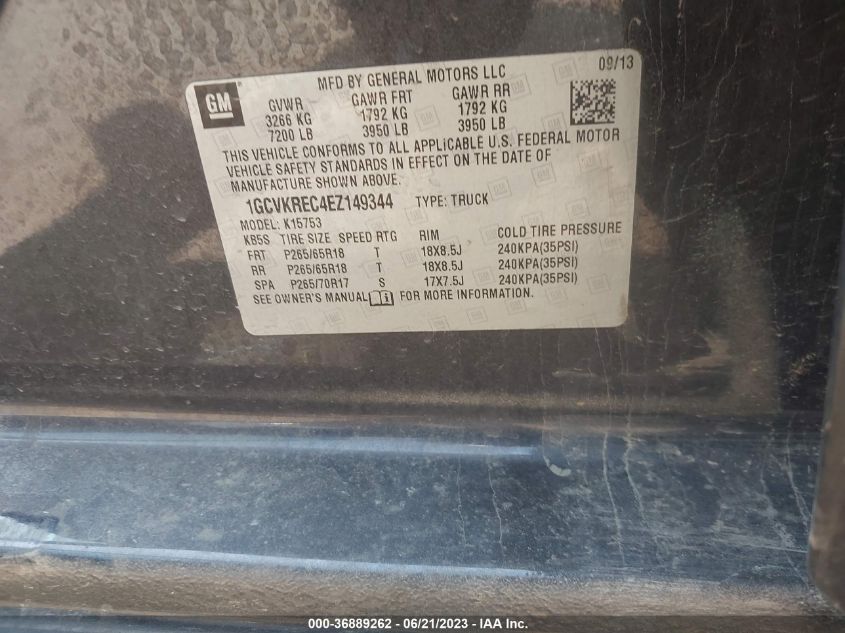 MFD BY GENERAL MOTORS LLC 09/13
GM
GVWR GAWR FRT GAWR RR
3266 KG 1792 KG 1792 KG
7200 LB 3950 LB 3950 LB
THIS VEHICLE CONFORMS TO ALL APPLICABLE U.S. FEDERAL MOTOR
VEHICLE SAFETY STANDARDS IN EFFECT ON THE DATE OF
MANUFACTURE SHOWN ABOVE.
1GCVKREC4EZ149344 TYPE: TRUCK
MODEL: K15753
KB5S TIRE SIZE SPEED RTG RIM COLD TIRE PRESSURE
FRT P265/65R18 T 18X8.5J 240KPA(35PSI)
RR P265/65R18 T 18X8.5J 240KPA(35PSI)
SPA P265/70R17 S 17X7.5J 240KPA(35PSI)
SEE OWNER'S MANUAL FOR MORE INFORMATION.
000-36889262 - 06/21/2023 - IAA Inc.